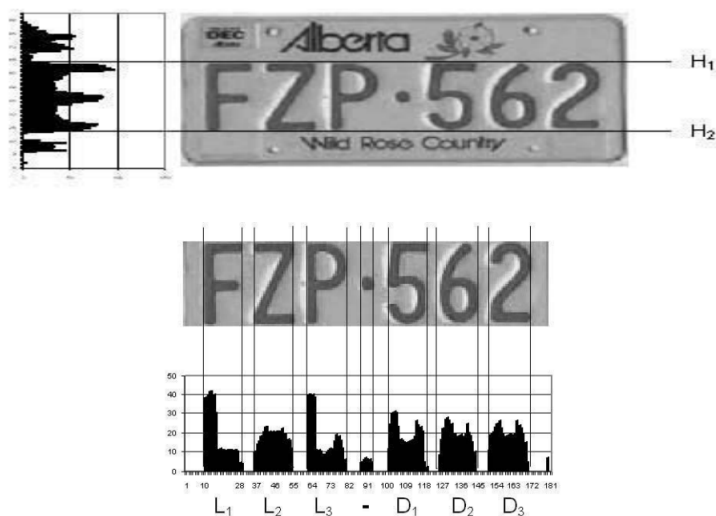 DEC
Alberta
FZP·562
Wild Rose Country
H1
H2
FZP·562
50
40
30
20
10
0
1 10 19 28 37 46 55 64 73 82 91 100 109 118 127 136 145 154 163 172 181
L1 L2 L3 - D1 D2 D3